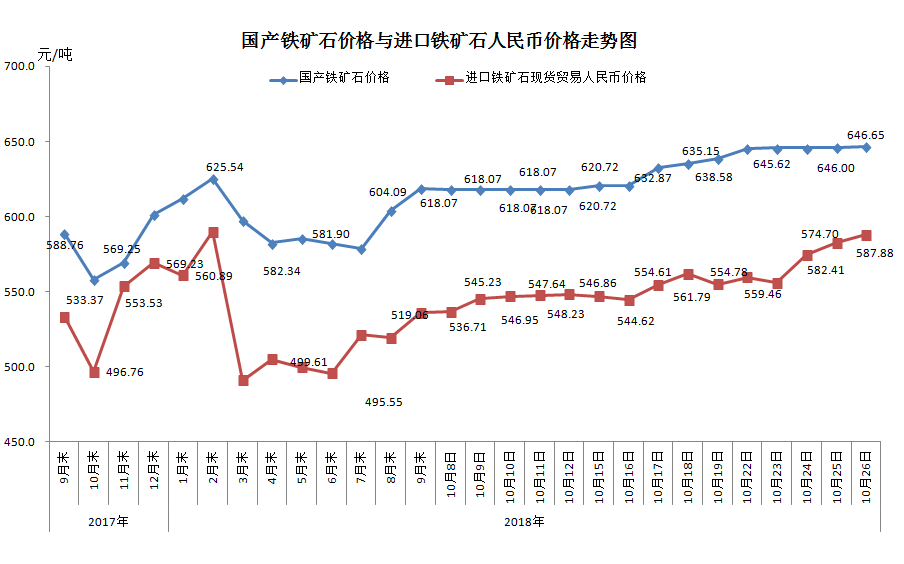 国产铁矿石价格与进口铁矿石人民币价格走势图
元/吨
国产铁矿石价格
进口铁矿石现货贸易人民币价格
700.0
650.0
600.0
550.0
500.0
450.0
588.76
569.25
625.54
582.34
581.90
604.09
618.07
618.07
618.07
618.07
618.07
620.72
620.72
632.87
635.15
638.58
645.62
646.00
646.65
533.37
496.76
553.53
569.23
560.89
499.61
495.55
519.06
536.71
545.23
546.95
547.64
548.23
546.86
544.62
554.61
561.79
554.78
559.46
574.70
582.41
587.88
9月末
10月末
11月末
12月末
1月末
2月末
3月末
4月末
5月末
6月末
7月末
8月末
9月末
10月8日
10月9日
10月10日
10月11日
10月12日
10月15日
10月16日
10月17日
10月18日
10月19日
10月22日
10月23日
10月24日
10月25日
10月26日
2017年
2018年